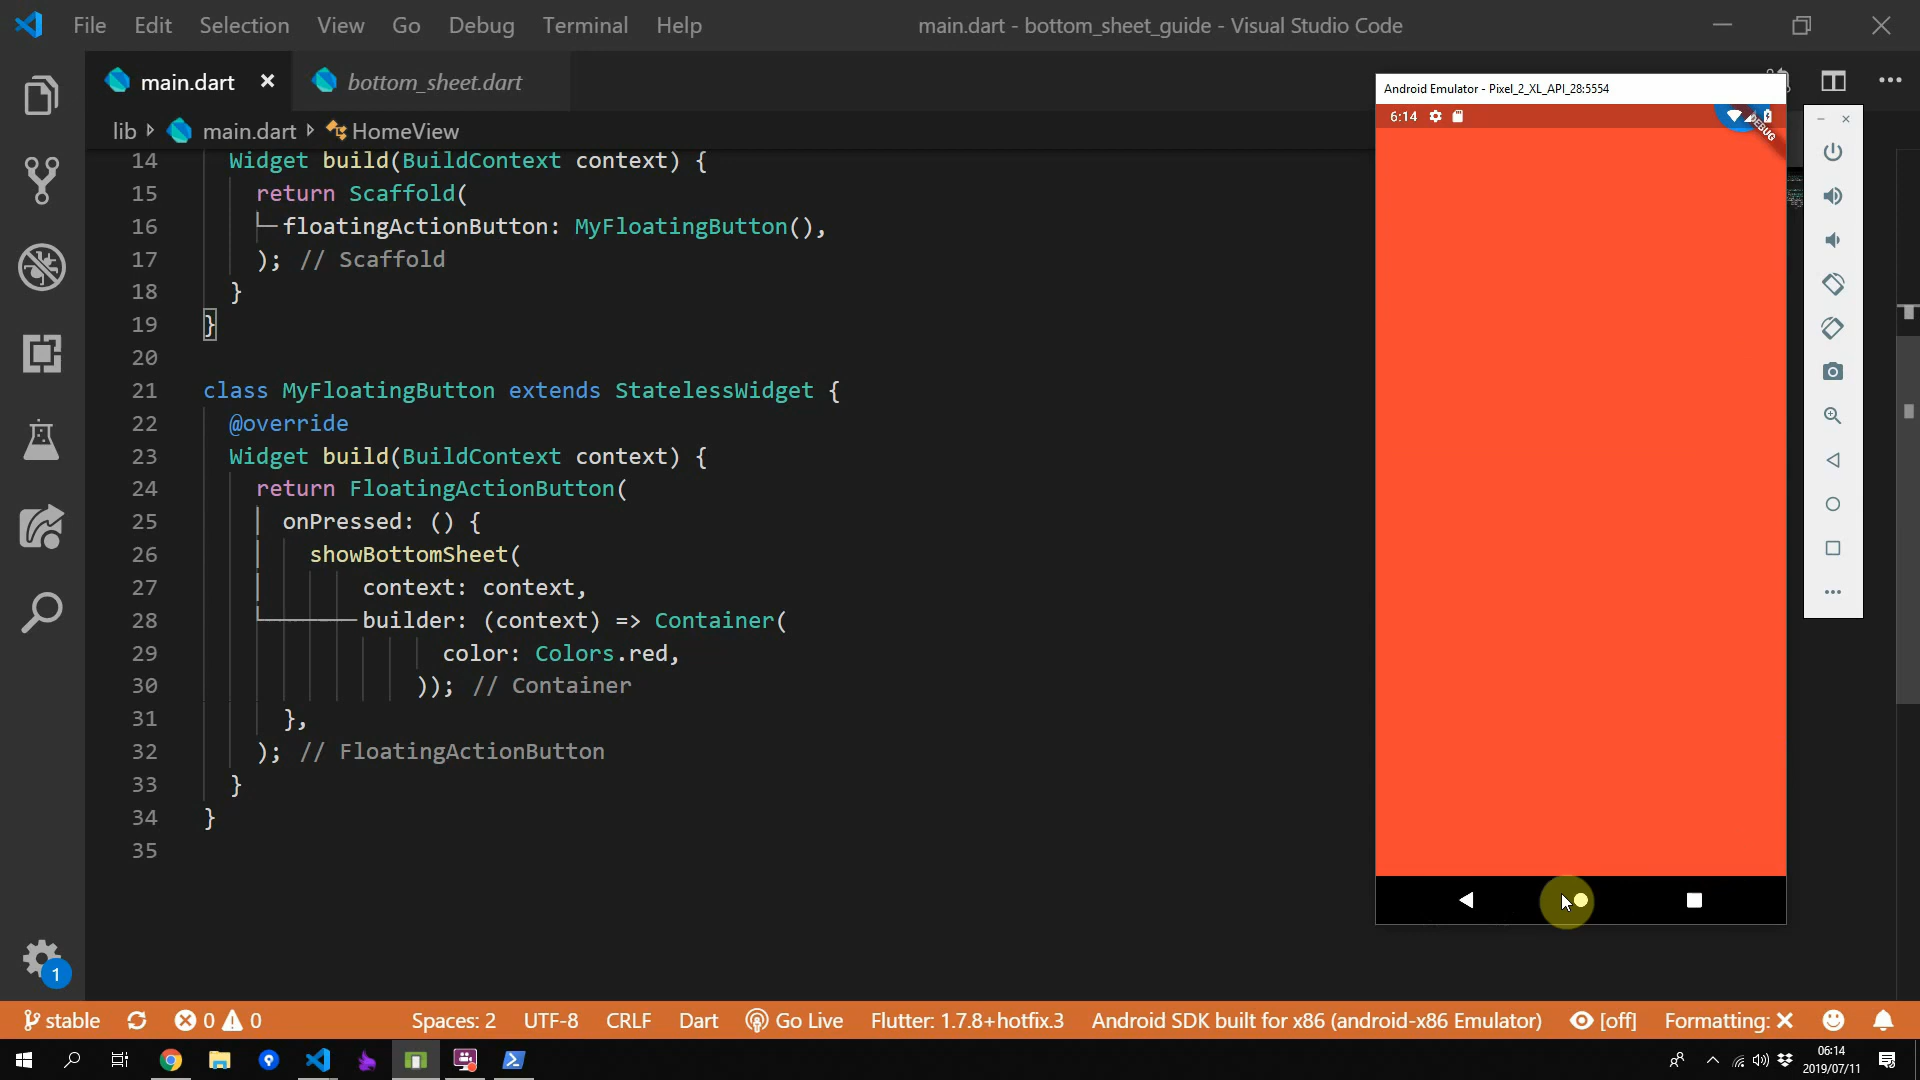 File Edit Selection View Go Debug Terminal Help
main.dart - bottom_sheet_guide - Visual Studio Code
main.dart
bottom_sheet.dart
lib main.dart HomeView
14 Widget build(BuildContext context) {
15 return Scaffold(
16 floatingActionButton: MyFloatingButton(),
17 ); // Scaffold
18 }
19 }
20
21 class MyFloatingButton extends StatelessWidget {
22 @override
23 Widget build(BuildContext context) {
24 return FloatingActionButton(
25 onPressed: () {
26 showBottomSheet(
27 context: context,
28 builder: (context) => Container(
29 color: Colors.red,
30 )); // Container
31 },
32 ); // FloatingActionButton
33 }
34 }
35
Android Emulator - Pixel_2_XL_API_28:5554
6:14
DEBUG
1
stable 0 0 Spaces: 2 UTF-8 CRLF Dart Go Live Flutter: 1.7.8+hotfix.3 Android SDK built for x86 (android-x86 Emulator) [off] Formatting: ✕
06:14
2019/07/11